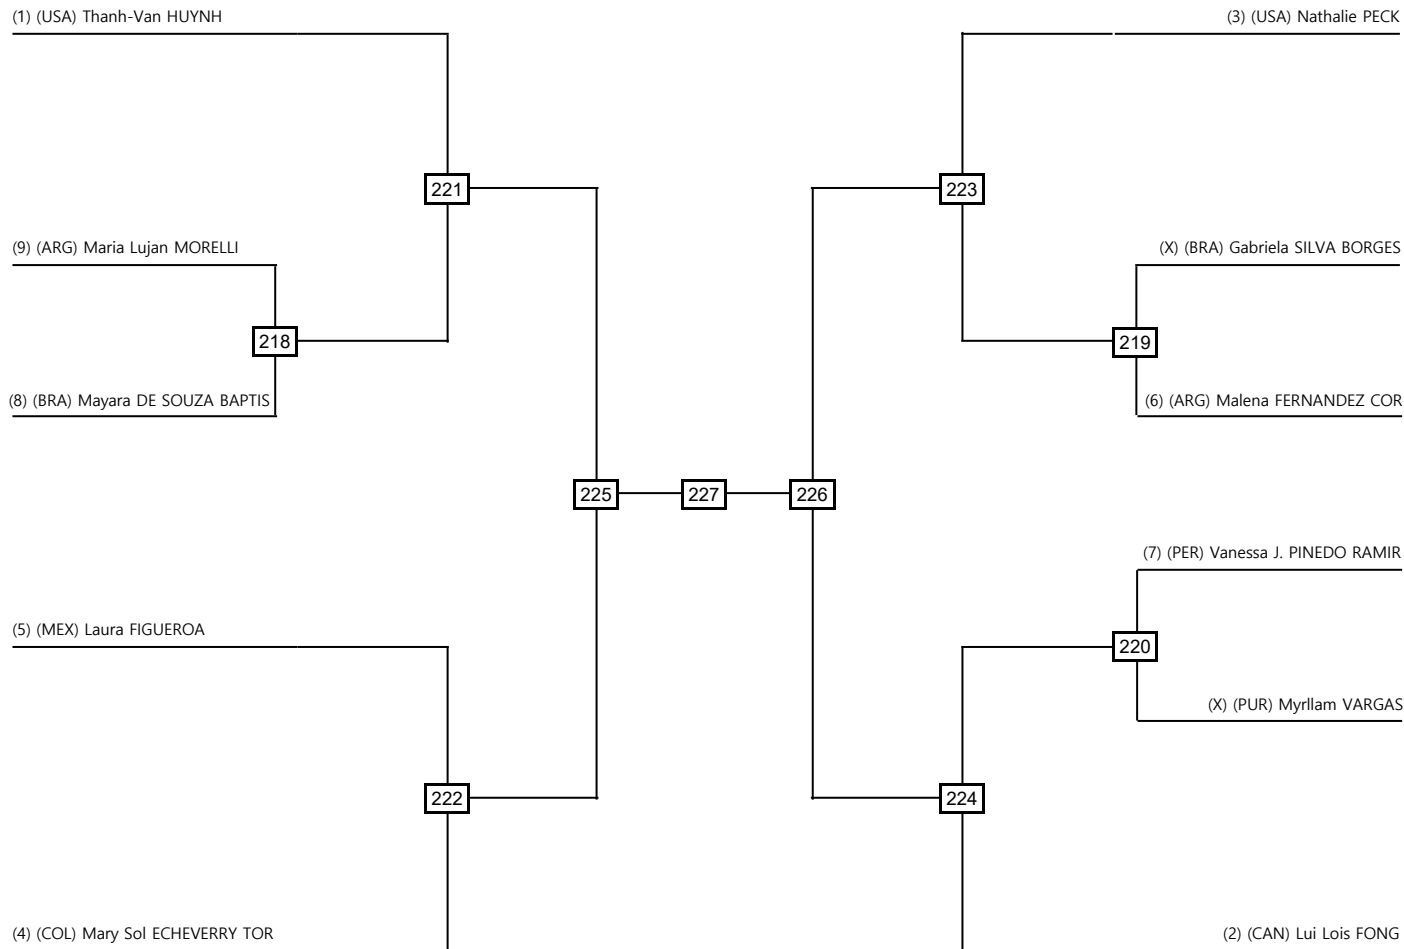 (1) (USA) Thanh-Van HUYNH
(3) (USA) Nathalie PECK
221
223
(9) (ARG) Maria Lujan MORELLI
(X) (BRA) Gabriela SILVA BORGES
218
219
(8) (BRA) Mayara DE SOUZA BAPTIS
(6) (ARG) Malena FERNANDEZ COR
225
227
226
(7) (PER) Vanessa J. PINEDO RAMIR
(5) (MEX) Laura FIGUEROA
220
(X) (PUR) Myrllam VARGAS
222
224
(4) (COL) Mary Sol ECHEVERRY TOR
(2) (CAN) Lui Lois FONG